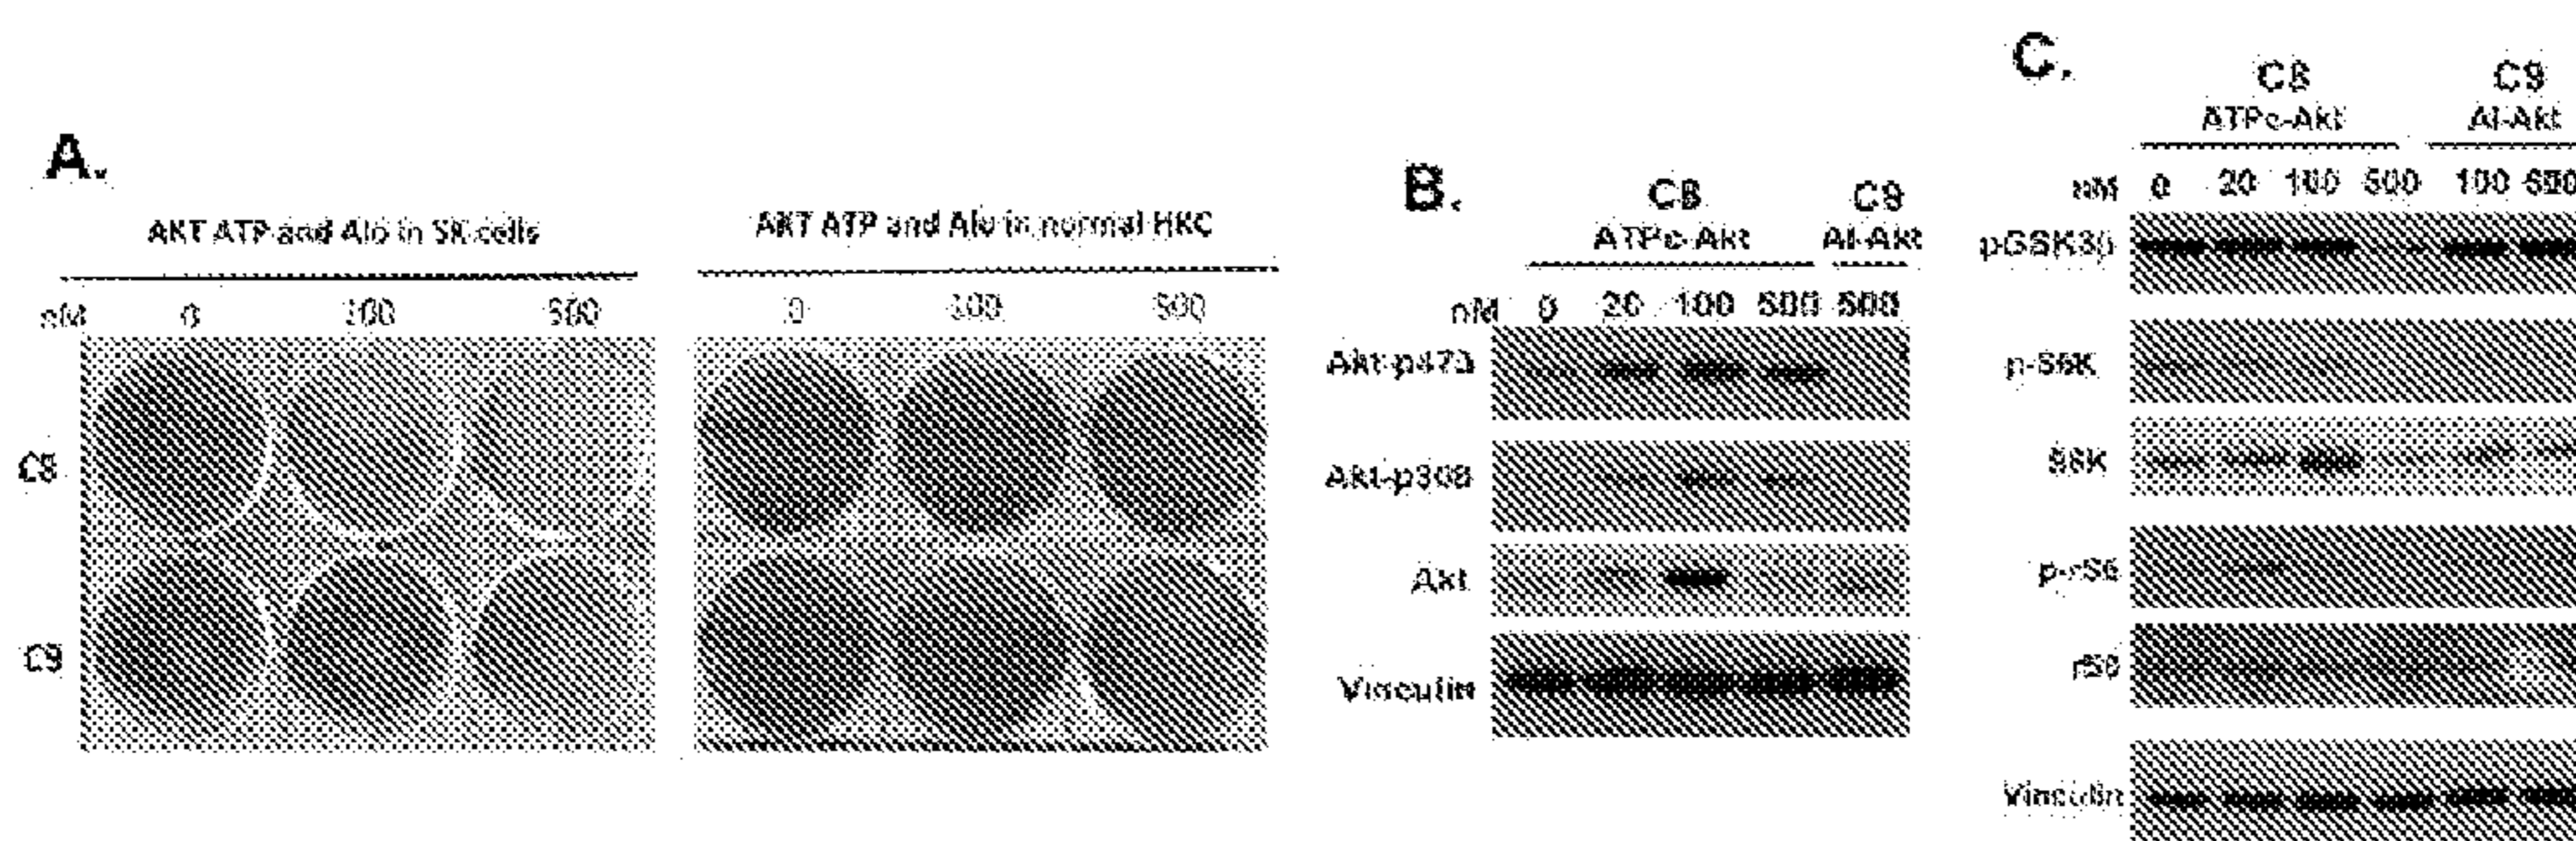 A.
AKT ATP and Alo in SK cells
nM 0 100 500
C8
C9
AKT ATP and Alo in normal HKC
0 100 500
B.
C8 C9
ATPc-Akt Al-Akt
nM 0 20 100 500 500
Akt-p473
Akt-p308
Akt
Vinculin
C.
C8 C9
ATPc-Akt Al-Akt
nM 0 20 100 500 100 500
pGSK3β
p-S6K
S6K
p-rS6
rS6
Vinculin